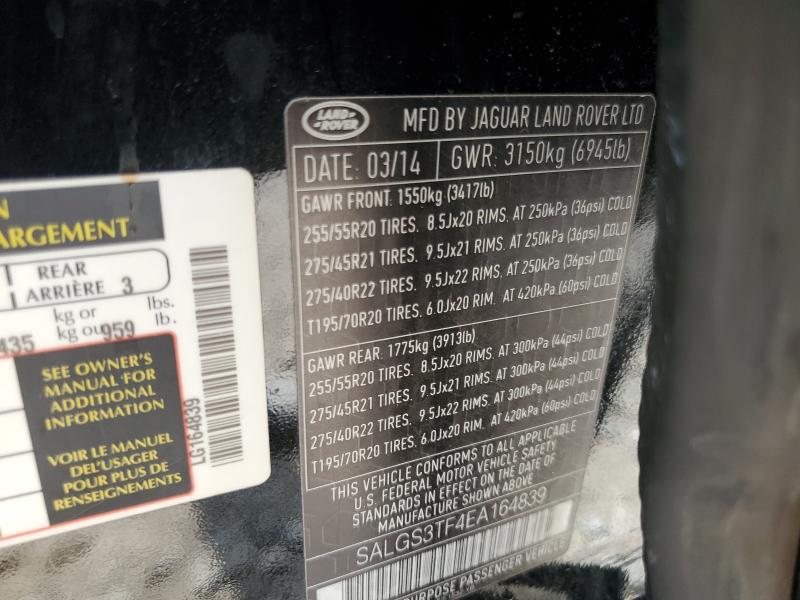 N
ARGEMENT
REAR
ARRIÈRE 3
kg or lbs.
435 kg ou 959 lb.
SEE OWNER'S
MANUAL FOR
ADDITIONAL
INFORMATION
VOIR LE MANUEL
DEL'USAGER
POUR PLUS DE
RENSEIGNEMENTS
LG164839
LAND
ROVER
MFD BY JAGUAR LAND ROVER LTD
DATE: 03/14 GWR: 3150kg (6945lb)
GAWR FRONT: 1550kg (3417lb)
255/55R20 TIRES. 8.5Jx20 RIMS. AT 250kPa (36psi) COLD
275/45R21 TIRES. 9.5Jx21 RIMS. AT 250kPa (36psi) COLD
275/40R22 TIRES. 9.5Jx22 RIMS. AT 250kPa (36psi) COLD
T195/70R20 TIRES. 6.0Jx20 RIM. AT 420kPa (60psi) COLD
GAWR REAR: 1775kg (3913lb)
255/55R20 TIRES. 8.5Jx20 RIMS. AT 300kPa (44psi) COLD
275/45R21 TIRES. 9.5Jx21 RIMS. AT 300kPa (44psi) COLD
275/40R22 TIRES. 9.5Jx22 RIMS. AT 300kPa (44psi) COLD
T195/70R20 TIRES. 6.0Jx20 RIM. AT 420kPa (60psi) COLD
THIS VEHICLE CONFORMS TO ALL APPLICABLE
U.S. FEDERAL MOTOR VEHICLE SAFETY
STANDARDS IN EFFECT ON THE DATE OF
MANUFACTURE SHOWN ABOVE
SALGS3TF4EA164839
PURPOSE PASSENGER VEHICLE